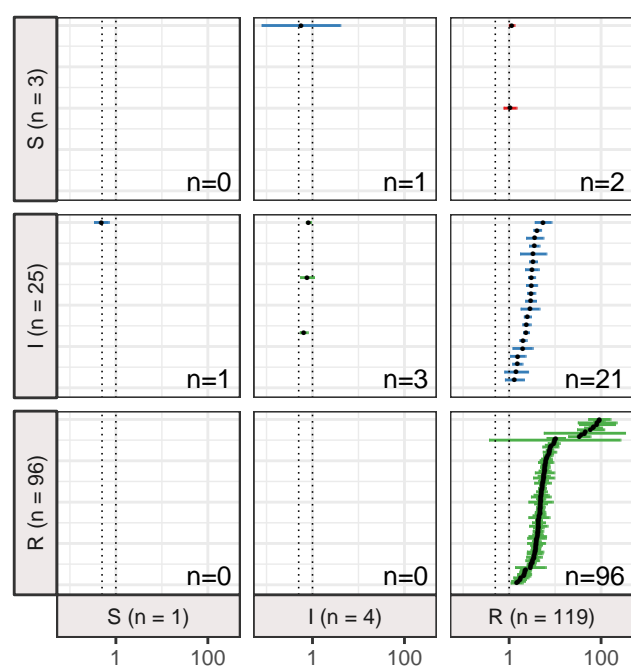 S (n = 3)
n=0
n=1
n=2
I (n = 25)
n=1
n=3
n=21
R (n = 96)
n=0
n=0
n=96
S (n = 1)
I (n = 4)
R (n = 119)
1
100
1
100
1
100